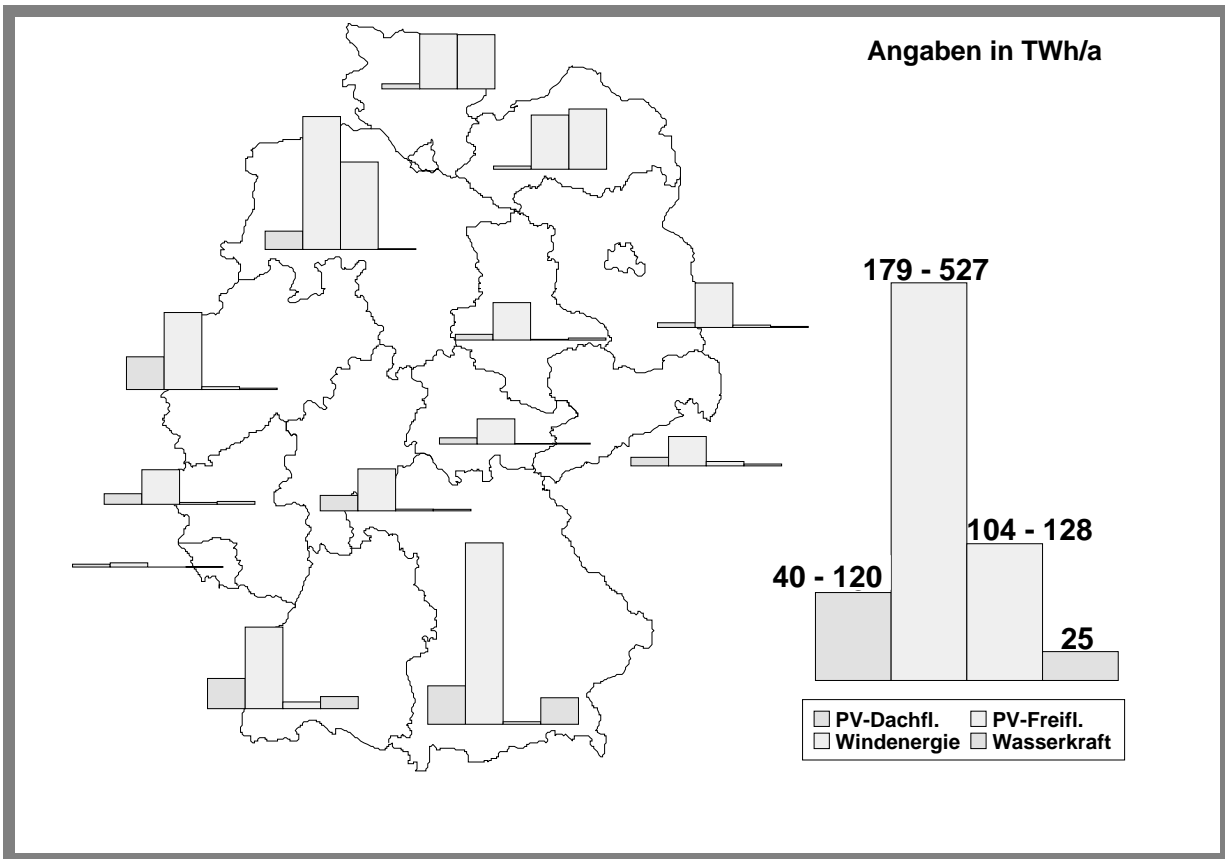 Angaben in TWh/a
179 - 527
104 - 128
40 - 120
25
PV-Dachfl. PV-Freifl.
Windenergie Wasserkraft